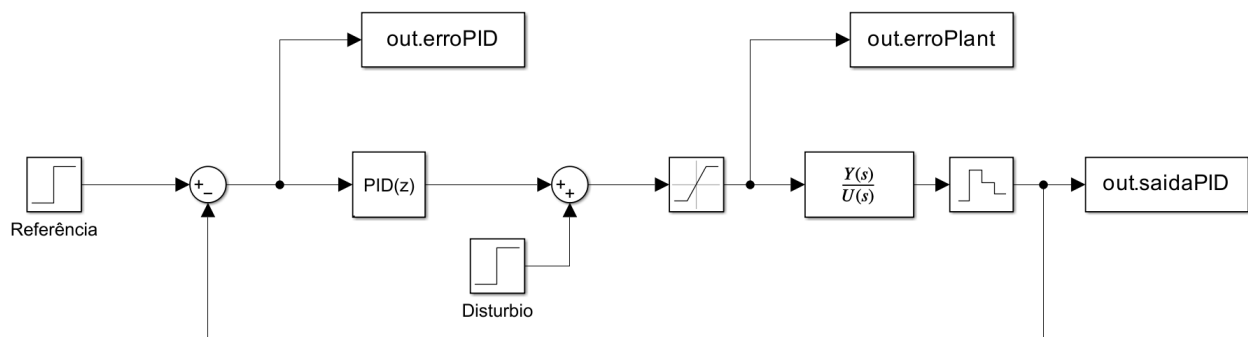 out.erroPID
out.erroPlant
+
−
PID(z)
+
+
Y(s)
U(s)
out.saidaPID
Referência
Disturbio